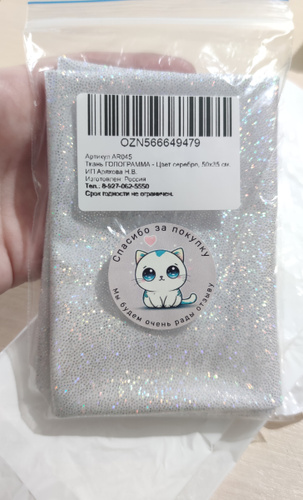 OZN566649479
Артикул AR045
Ткань ГОЛОГРАММА - Цвет серебро, 50х35 см
ИП Аряхова Н.В.
Изготовлен: Россия
Тел.: 8-927-062-5550
Срок годности не ограничен.
Спасибо за покупку
Мы будем очень рады отзыву